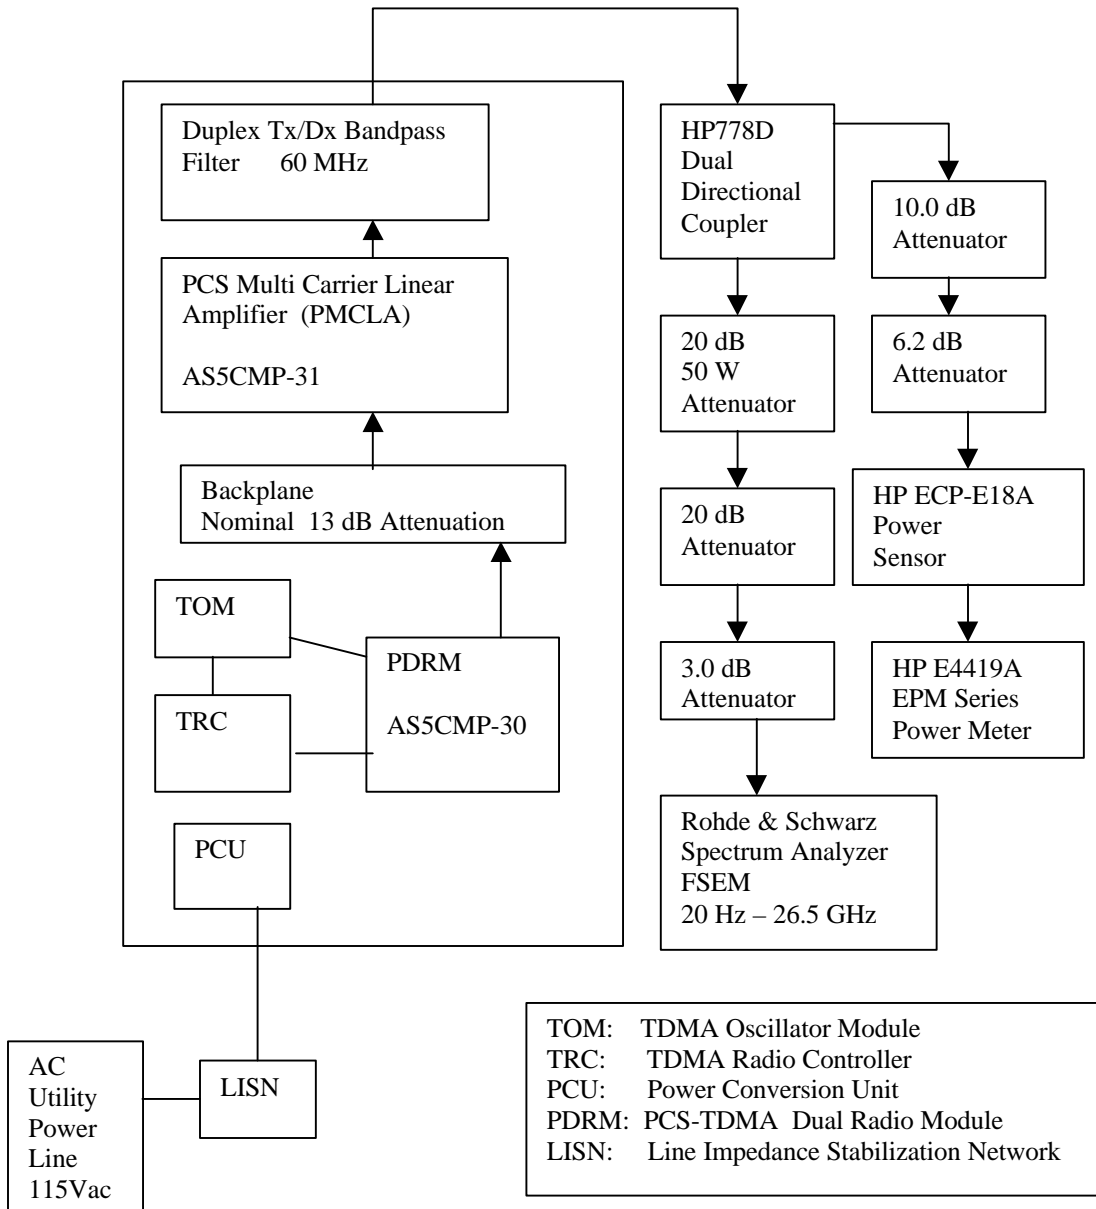 Duplex Tx/Dx Bandpass
Filter 60 MHz
PCS Multi Carrier Linear
Amplifier (PMCLA)
AS5CMP-31
Backplane
Nominal 13 dB Attenuation
TOM
TRC
PDRM
AS5CMP-30
PCU
LISN
AC
Utility
Power
Line
115Vac
HP778D
Dual
Directional
Coupler
20 dB
50 W
Attenuator
20 dB
Attenuator
3.0 dB
Attenuator
Rohde & Schwarz
Spectrum Analyzer
FSEM
20 Hz – 26.5 GHz
10.0 dB
Attenuator
6.2 dB
Attenuator
HP ECP-E18A
Power
Sensor
HP E4419A
EPM Series
Power Meter
TOM: TDMA Oscillator Module
TRC: TDMA Radio Controller
PCU: Power Conversion Unit
PDRM: PCS-TDMA Dual Radio Module
LISN: Line Impedance Stabilization Network